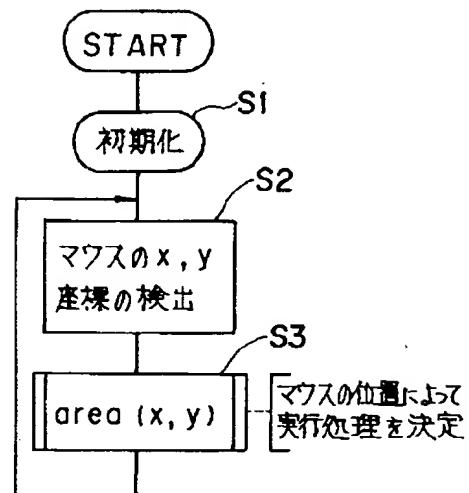 START
S1
初期化
S2
マウスのx,y
座標の検出
S3
area (x, y)
マウスの位置によって
実行処理を決定